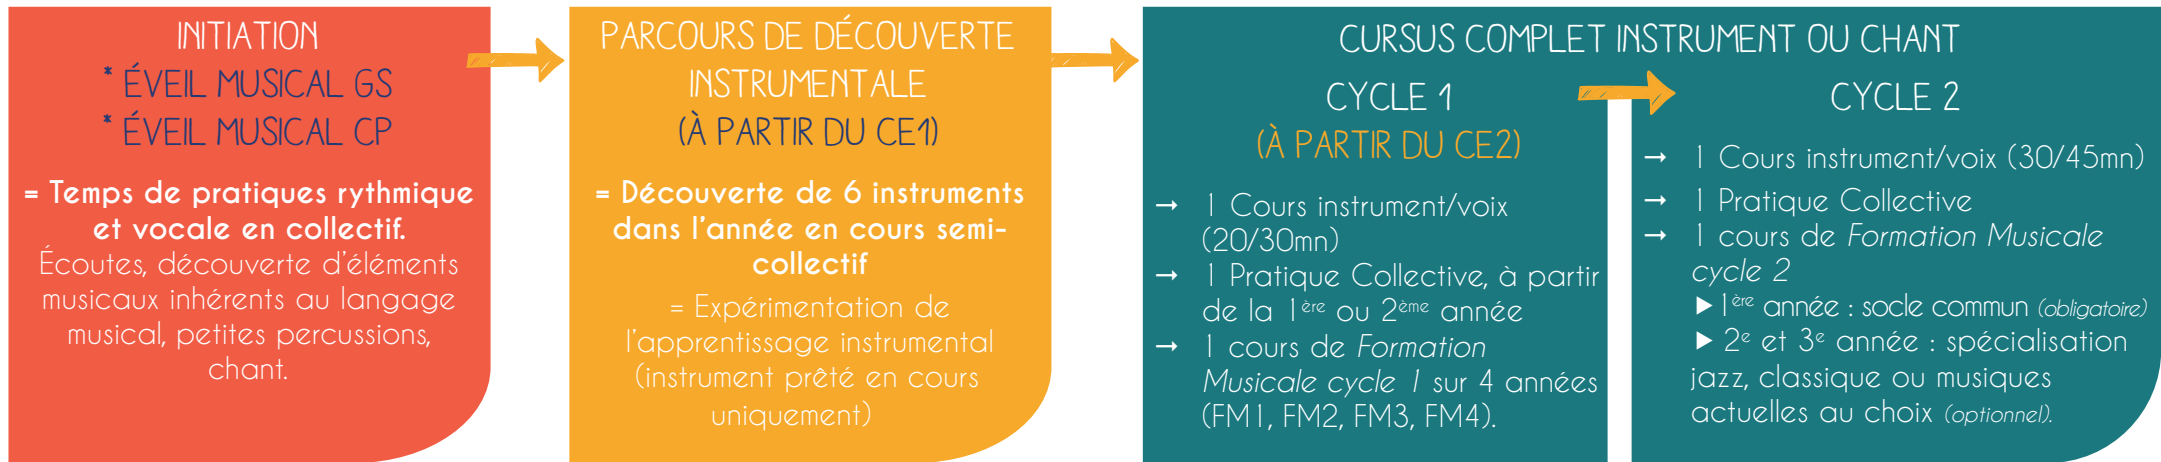 INITIATION
* ÉVEIL MUSICAL GS
* ÉVEIL MUSICAL CP
= Temps de pratiques rythmique
et vocale en collectif.
Écoutes, découverte d'éléments
musicaux inhérents au langage
musical, petites percussions,
chant.
PARCOURS DE DÉCOUVERTE
INSTRUMENTALE
(À PARTIR DU CE1)
= Découverte de 6 instruments
dans l'année en cours semi-
collectif
= Expérimentation de
l'apprentissage instrumental
(instrument prêté en cours
uniquement)
CURSUS COMPLET INSTRUMENT OU CHANT
CYCLE 1
(À PARTIR DU CE2)
→ 1 Cours instrument/voix
(20/30mn)
→ 1 Pratique Collective, à partir
de la 1ère ou 2ème année
→ 1 cours de Formation
Musicale cycle 1 sur 4 années
(FM1, FM2, FM3, FM4).
CYCLE 2
→ 1 Cours instrument/voix (30/45mn)
→ 1 Pratique Collective
→ 1 cours de Formation Musicale
cycle 2
▶ 1ère année : socle commun (obligatoire)
▶ 2e et 3e année : spécialisation
jazz, classique ou musiques
actuelles au choix (optionnel).